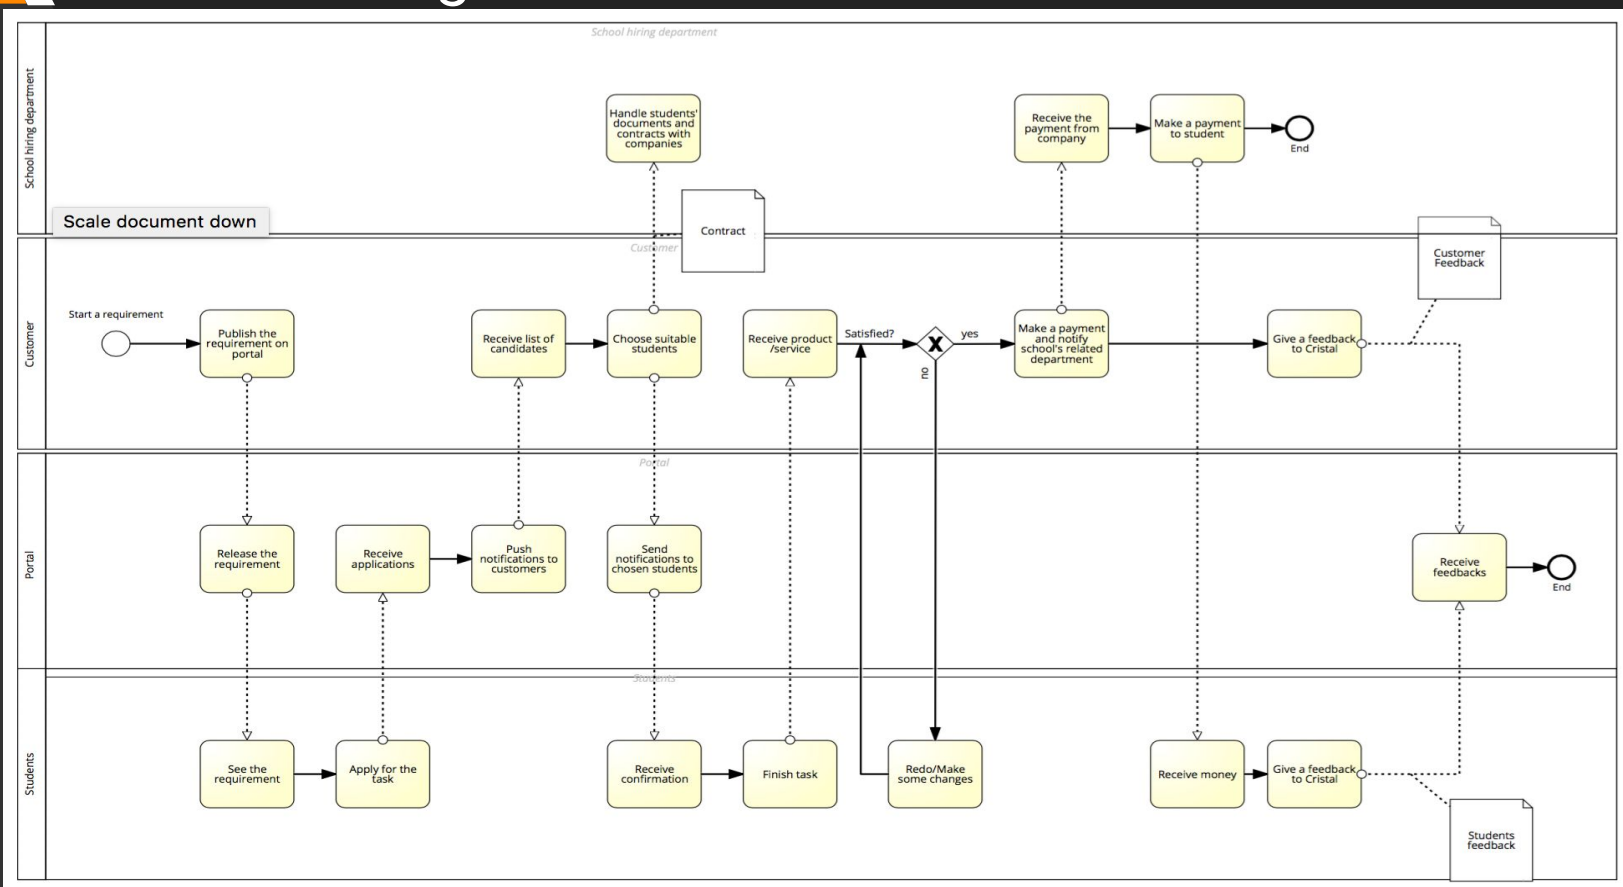 School hiring department
School hiring department
Handle students'
documents and
contracts with
companies
Receive the
payment from
company
Make a payment
to student
End
Scale document down
Contract
Customer
Customer
Customer
Feedback
Start a requirement
Publish the
requirement on
portal
Receive list of
candidates
Choose suitable
students
Receive product
/service
Satisfied?
yes
no
Make a payment
and notify
school's related
department
Give a feedback
to Cristal
Portal
Portal
Release the
requirement
Receive
applications
Push
notifications to
customers
Send
notifications to
chosen students
Receive
feedbacks
End
Students
Students
See the
requirement
Apply for the
task
Receive
confirmation
Finish task
Redo/Make
some changes
Receive money
Give a feedback
to Cristal
Students
feedback